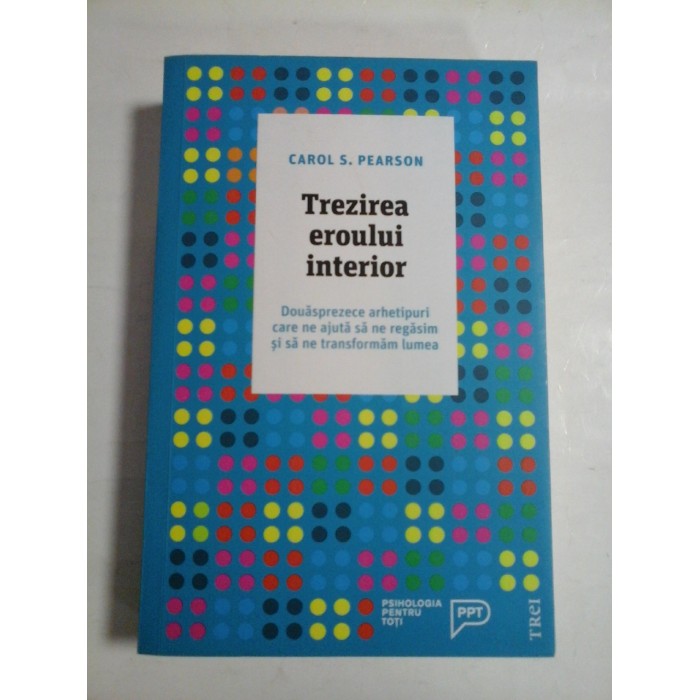 CAROL S. PEARSON
Trezirea
eroului
interior
Douăsprezece arhetipuri
care ne ajută să ne regăsim
și să ne transformăm lumea
PSIHOLOGIA
PENTRU
TOȚI
PPT
TREI